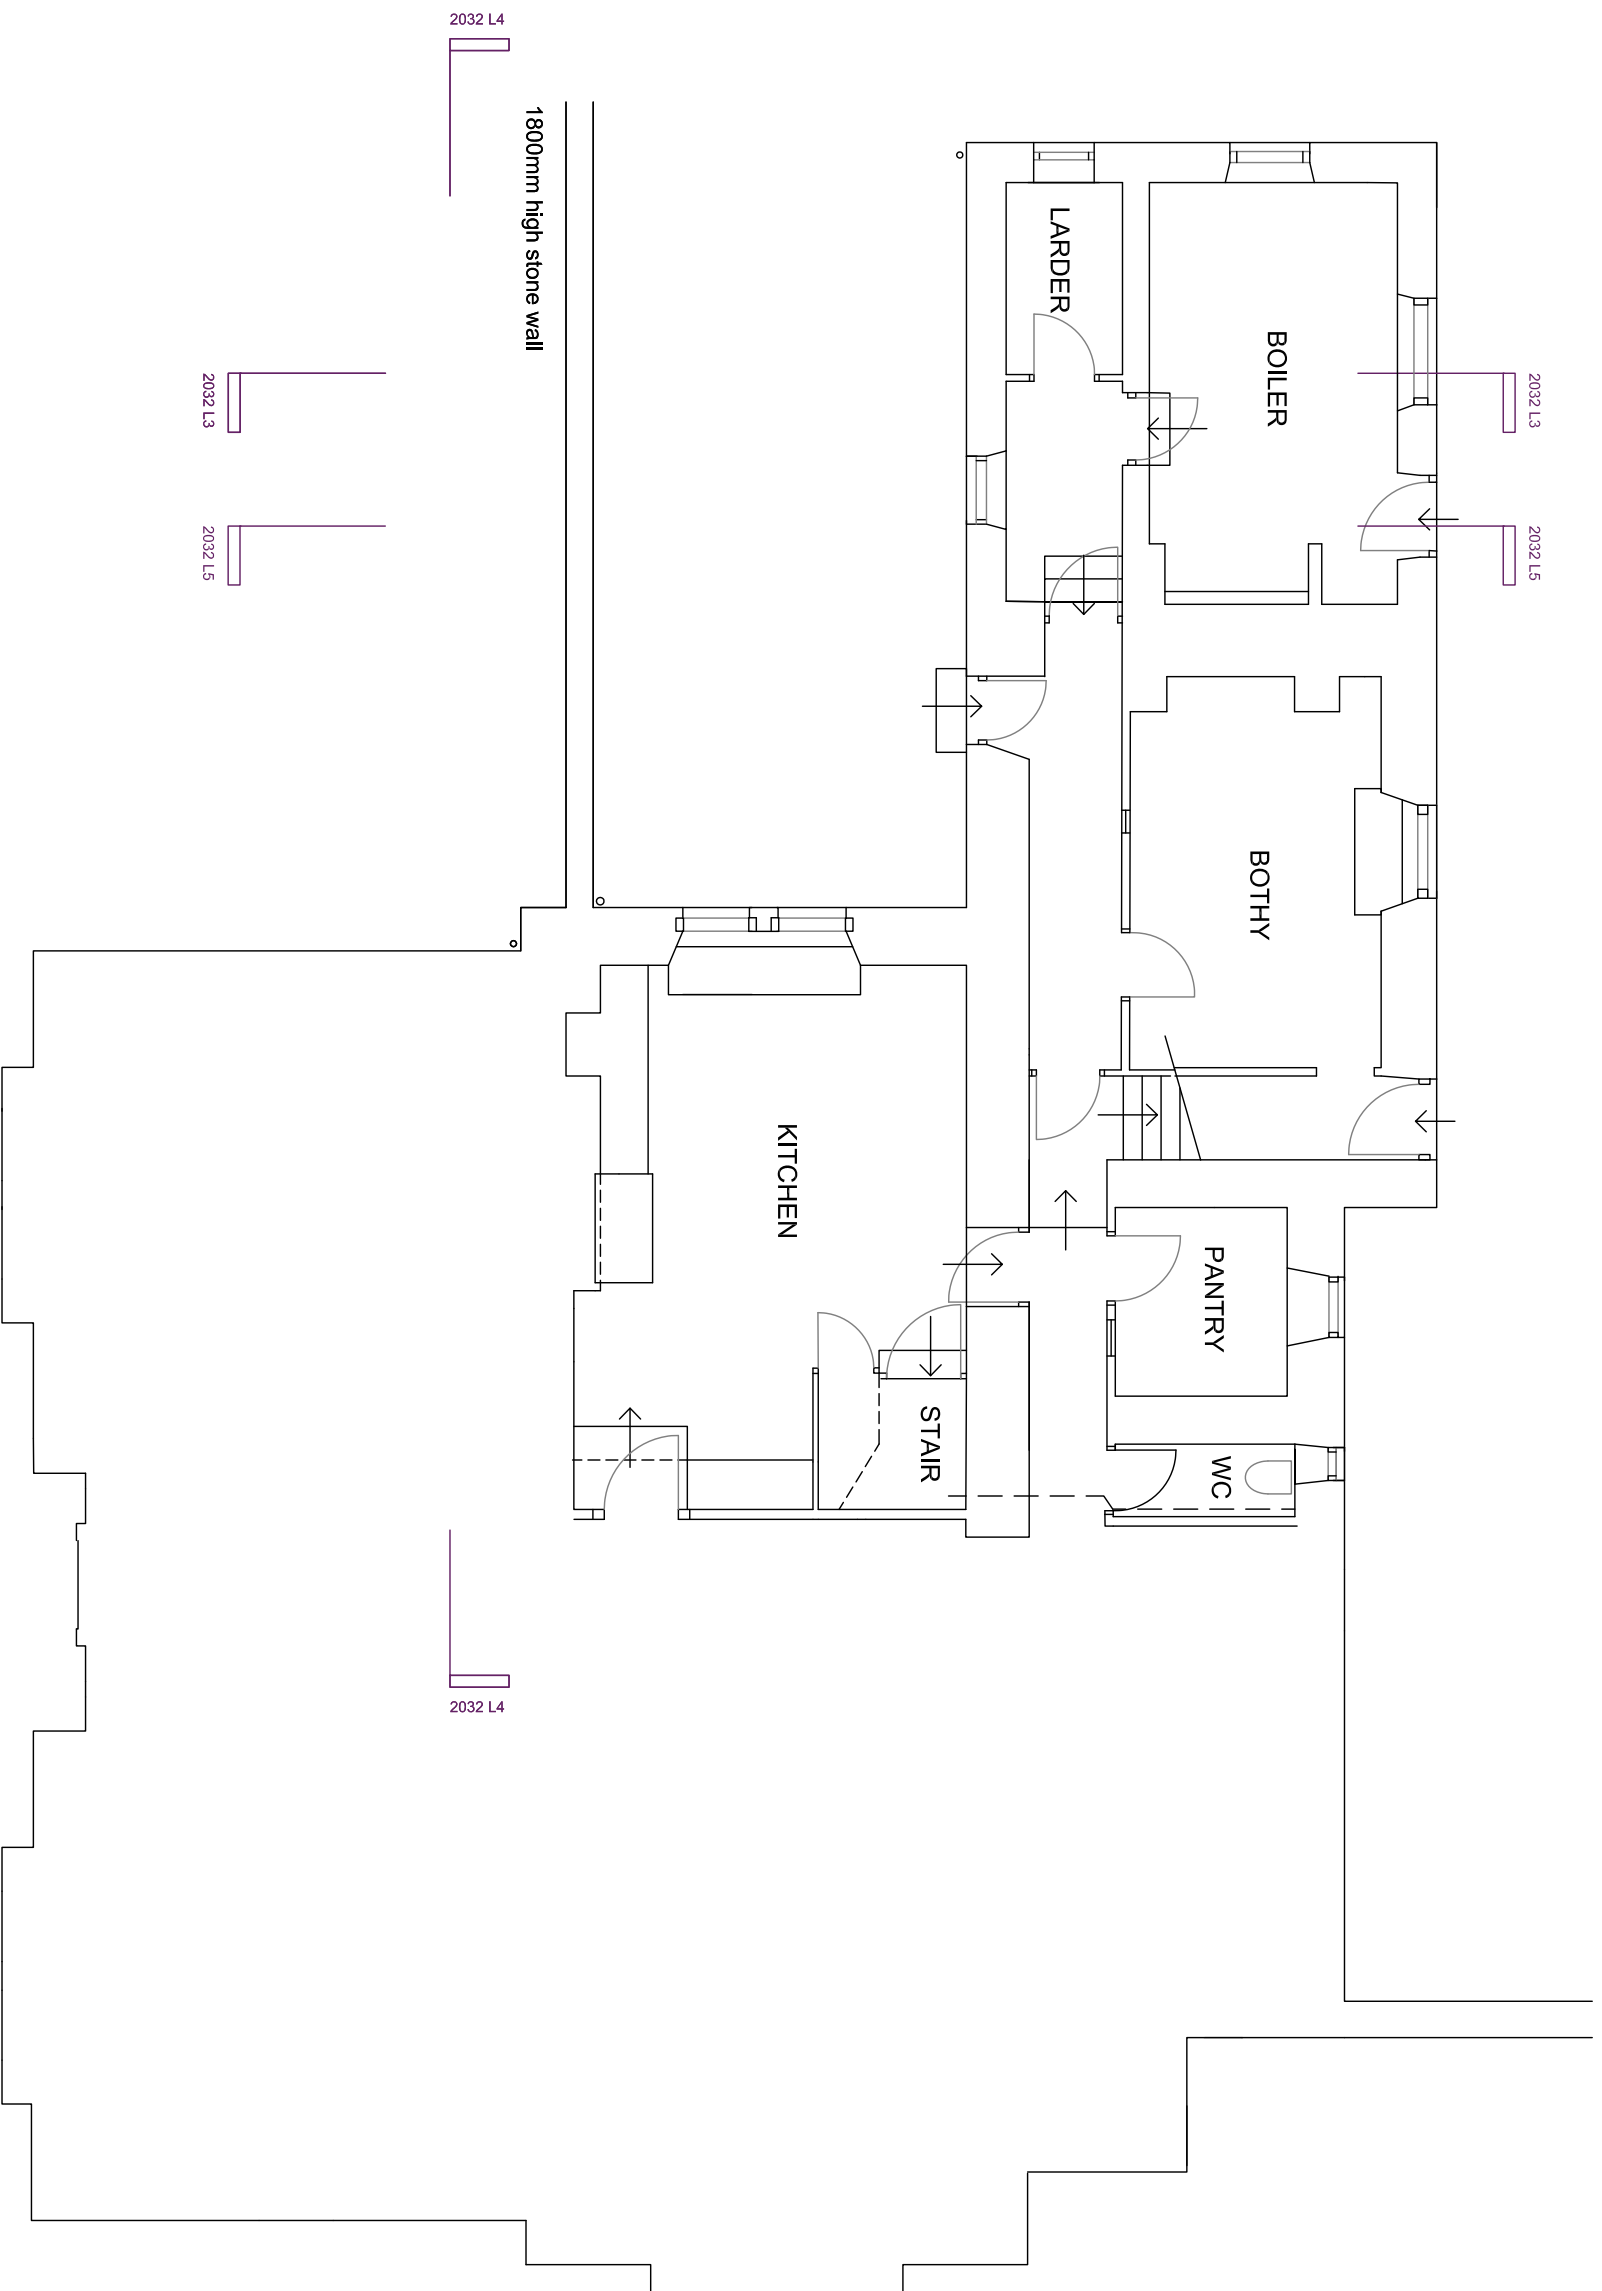 2032 L4
1800mm high stone wall
LARDER
BOILER
2032 L3
2032 L3
2032 L5
2032 L5
BOTHY
KITCHEN
PANTRY
STAIR
WC
2032 L4